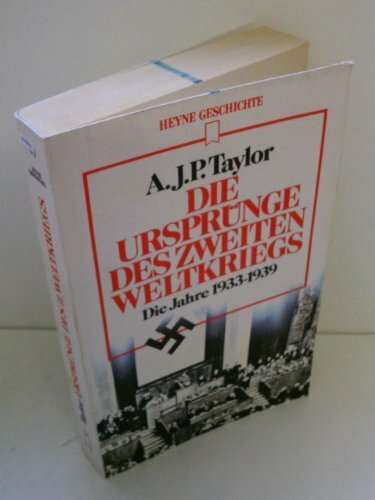 HEYNE GESCHICHTE
A.J.P. Taylor
DIE
URSPRÜNGE
DES ZWEITEN
WELTKRIEGS
Die Jahre 1933-1939